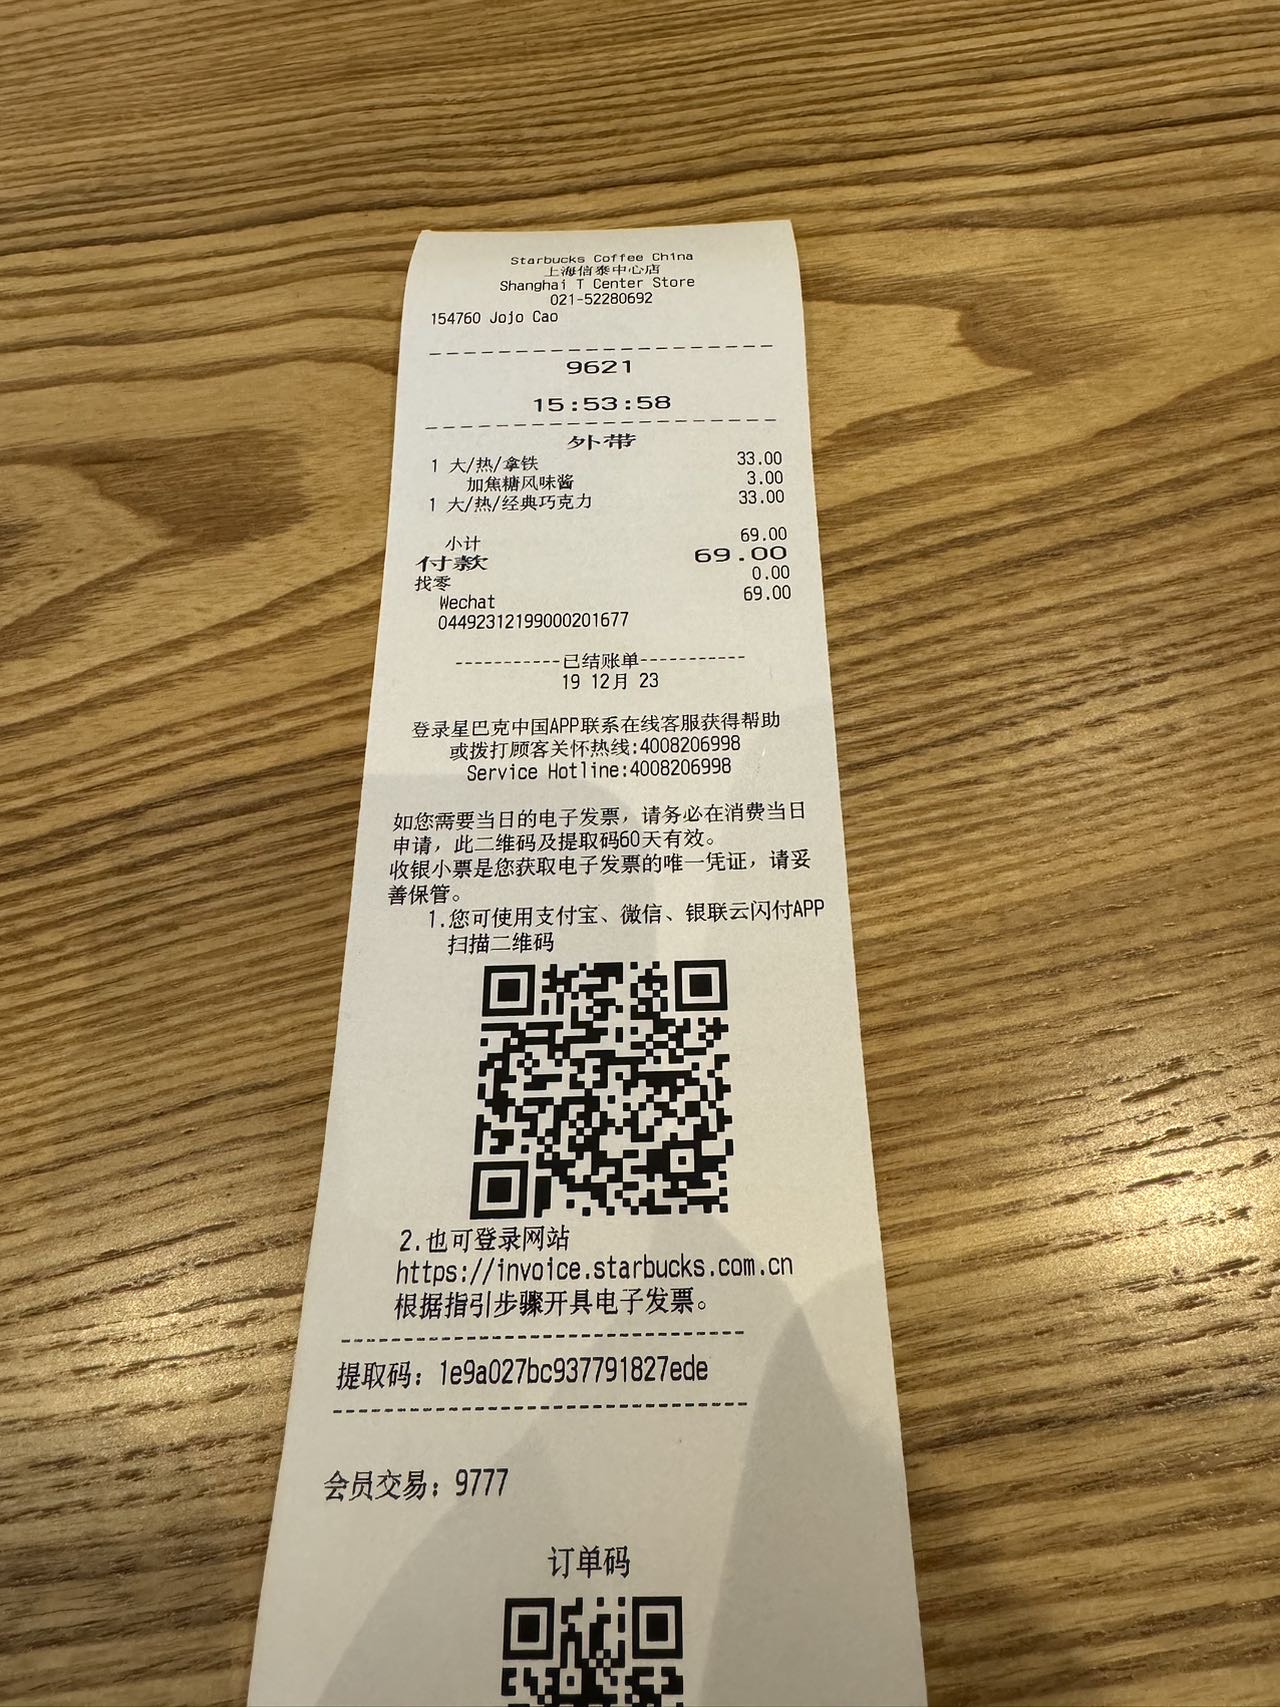 Starbucks Coffee China
上海信泰中心店
Shanghai T Center Store
021-52280692
154760 Jojo Cao
9621
15:53:58
外带
1 大/热/拿铁 33.00
加焦糖风味酱 3.00
1 大/热/经典巧克力 33.00
小计 69.00
付款 69.00
找零 0.00
Wechat 69.00
04492312199000201677
-----------已结账单-----------
19 12月 23
登录星巴克中国APP联系在线客服获得帮助
或拨打顾客关怀热线:4008206998
Service Hotline:4008206998
如您需要当日的电子发票，请务必在消费当日
申请，此二维码及提取码60天有效。
收银小票是您获取电子发票的唯一凭证，请妥
善保管。
1.您可使用支付宝、微信、银联云闪付APP
扫描二维码
2.也可登录网站
https://invoice.starbucks.com.cn
根据指引步骤开具电子发票。
提取码：1e9a027bc937791827ede
会员交易：9777
订单码